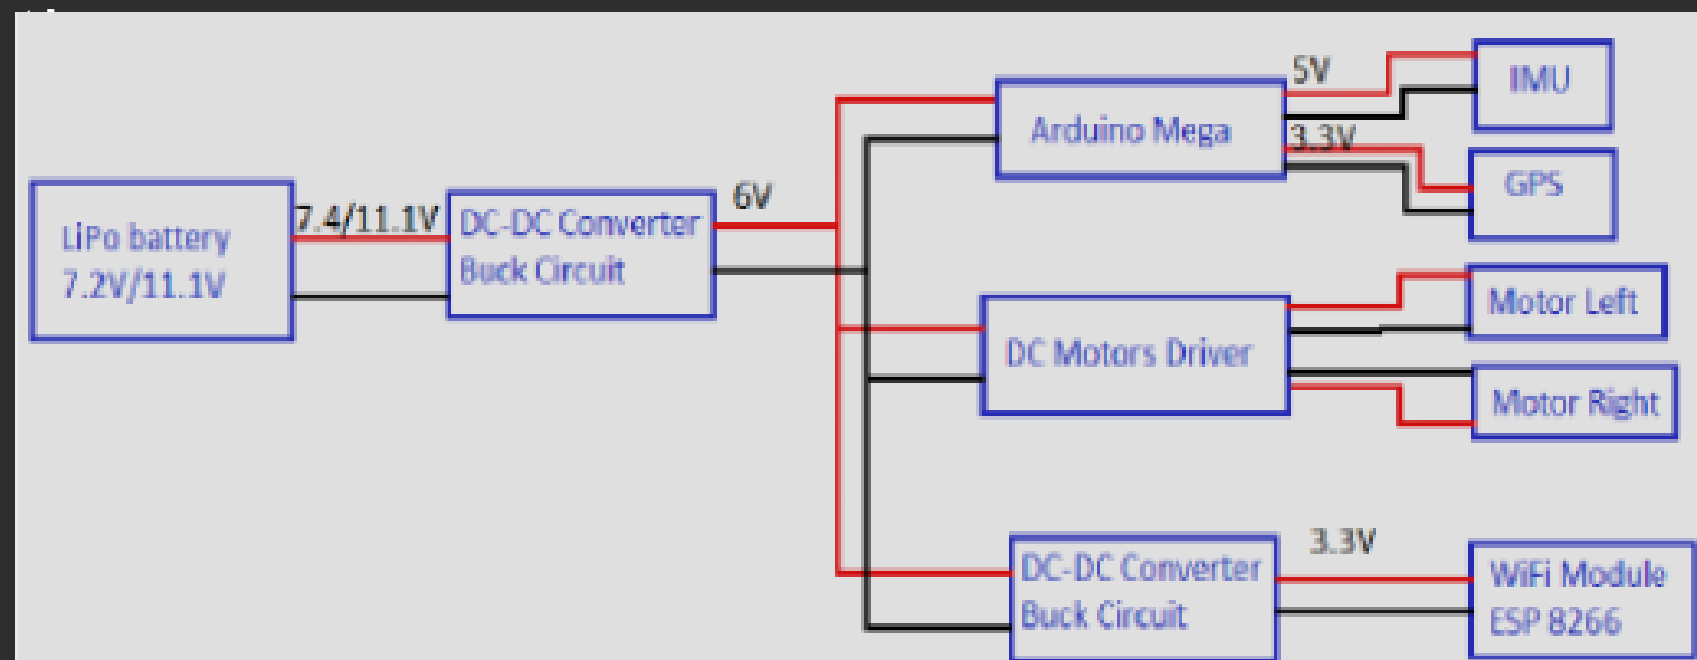 LiPo battery
7.2V/11.1V
7.4/11.1V
DC-DC Converter
Buck Circuit
6V
Arduino Mega
5V
3.3V
IMU
GPS
DC Motors Driver
Motor Left
Motor Right
DC-DC Converter
Buck Circuit
3.3V
WiFi Module
ESP 8266